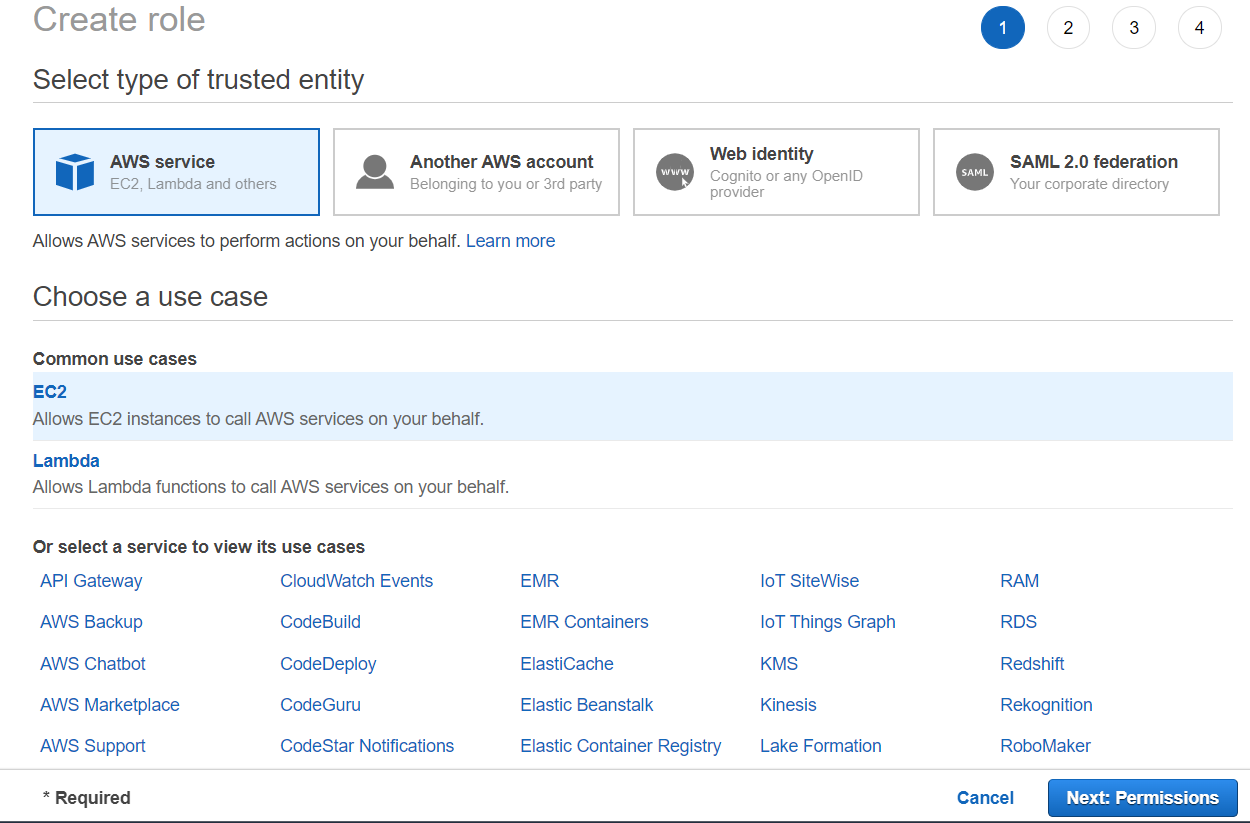 Create role
1 2 3 4
Select type of trusted entity
AWS service
EC2, Lambda and others
Another AWS account
Belonging to you or 3rd party
www
Web identity
Cognito or any OpenID
provider
SAML
SAML 2.0 federation
Your corporate directory
Allows AWS services to perform actions on your behalf. Learn more
Choose a use case
Common use cases
EC2
Allows EC2 instances to call AWS services on your behalf.
Lambda
Allows Lambda functions to call AWS services on your behalf.
Or select a service to view its use cases
API Gateway CloudWatch Events EMR IoT SiteWise RAM
AWS Backup CodeBuild EMR Containers IoT Things Graph RDS
AWS Chatbot CodeDeploy ElastiCache KMS Redshift
AWS Marketplace CodeGuru Elastic Beanstalk Kinesis Rekognition
AWS Support CodeStar Notifications Elastic Container Registry Lake Formation RoboMaker
* Required Cancel Next: Permissions